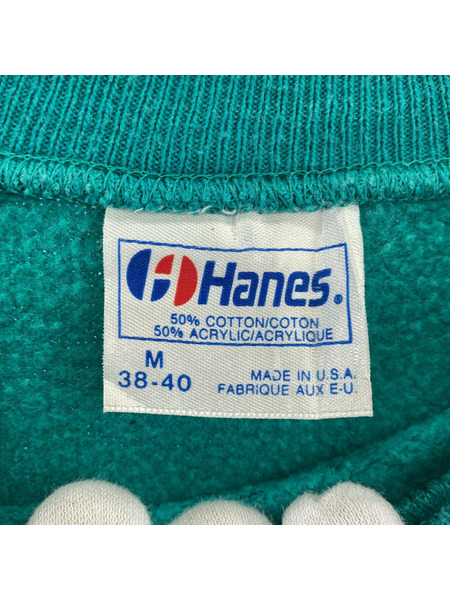 Hanes.
50% COTTON/COTON
50% ACRYLIC/ACRYLIQUE
M
38-40
MADE IN U.S.A.
FABRIQUE AUX E-U.